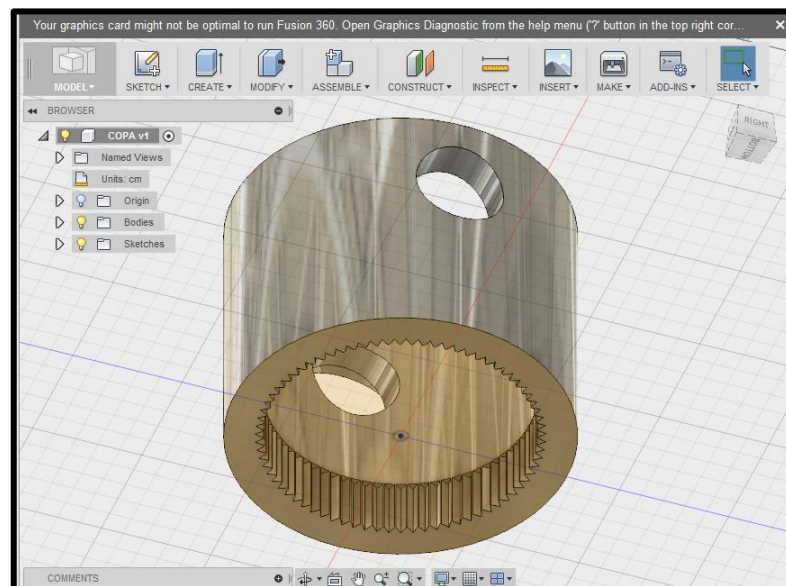 Your graphics card might not be optimal to run Fusion 360. Open Graphics Diagnostic from the help menu ('?' button in the top right cor...
MODEL SKETCH CREATE MODIFY ASSEMBLE CONSTRUCT INSPECT INSERT MAKE ADD-INS SELECT
BROWSER
COPA v1
Named Views
Units: cm
Origin
Bodies
Sketches
RIGHT
BOTTOM
COMMENTS